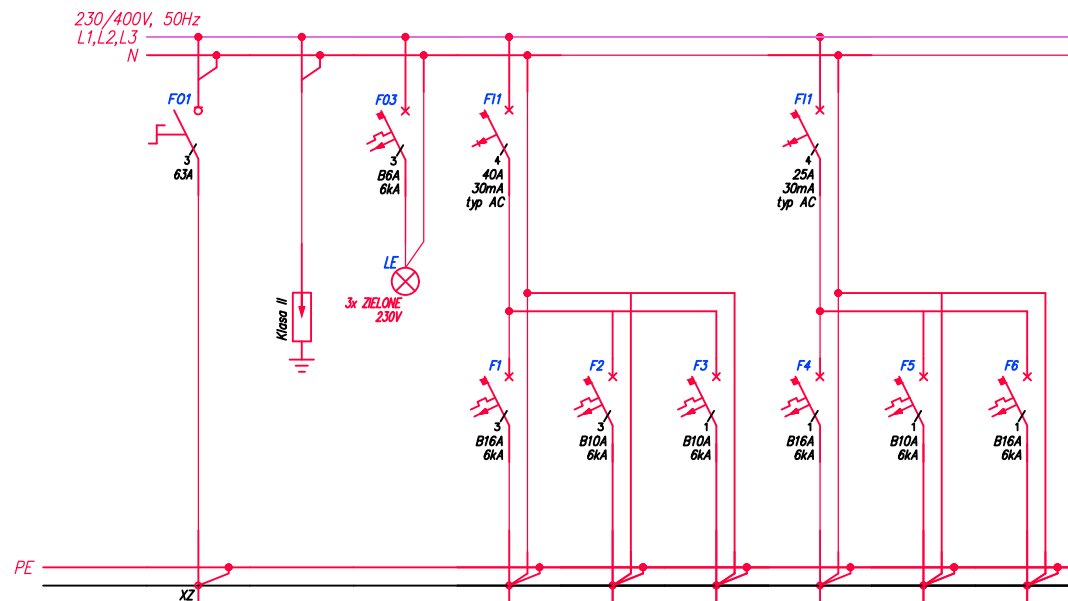 230/400V, 50Hz
L1,L2,L3
N
F01
3
63A
Klasa II
F03
3
B6A
6kA
LE
3x ZIELONE
230V
FI1
4
40A
30mA
typ AC
FI1
4
25A
30mA
typ AC
F1
3
B16A
6kA
F2
3
B10A
6kA
F3
1
B10A
6kA
F4
1
B16A
6kA
F5
1
B10A
6kA
F6
1
B16A
6kA
PE
XZ